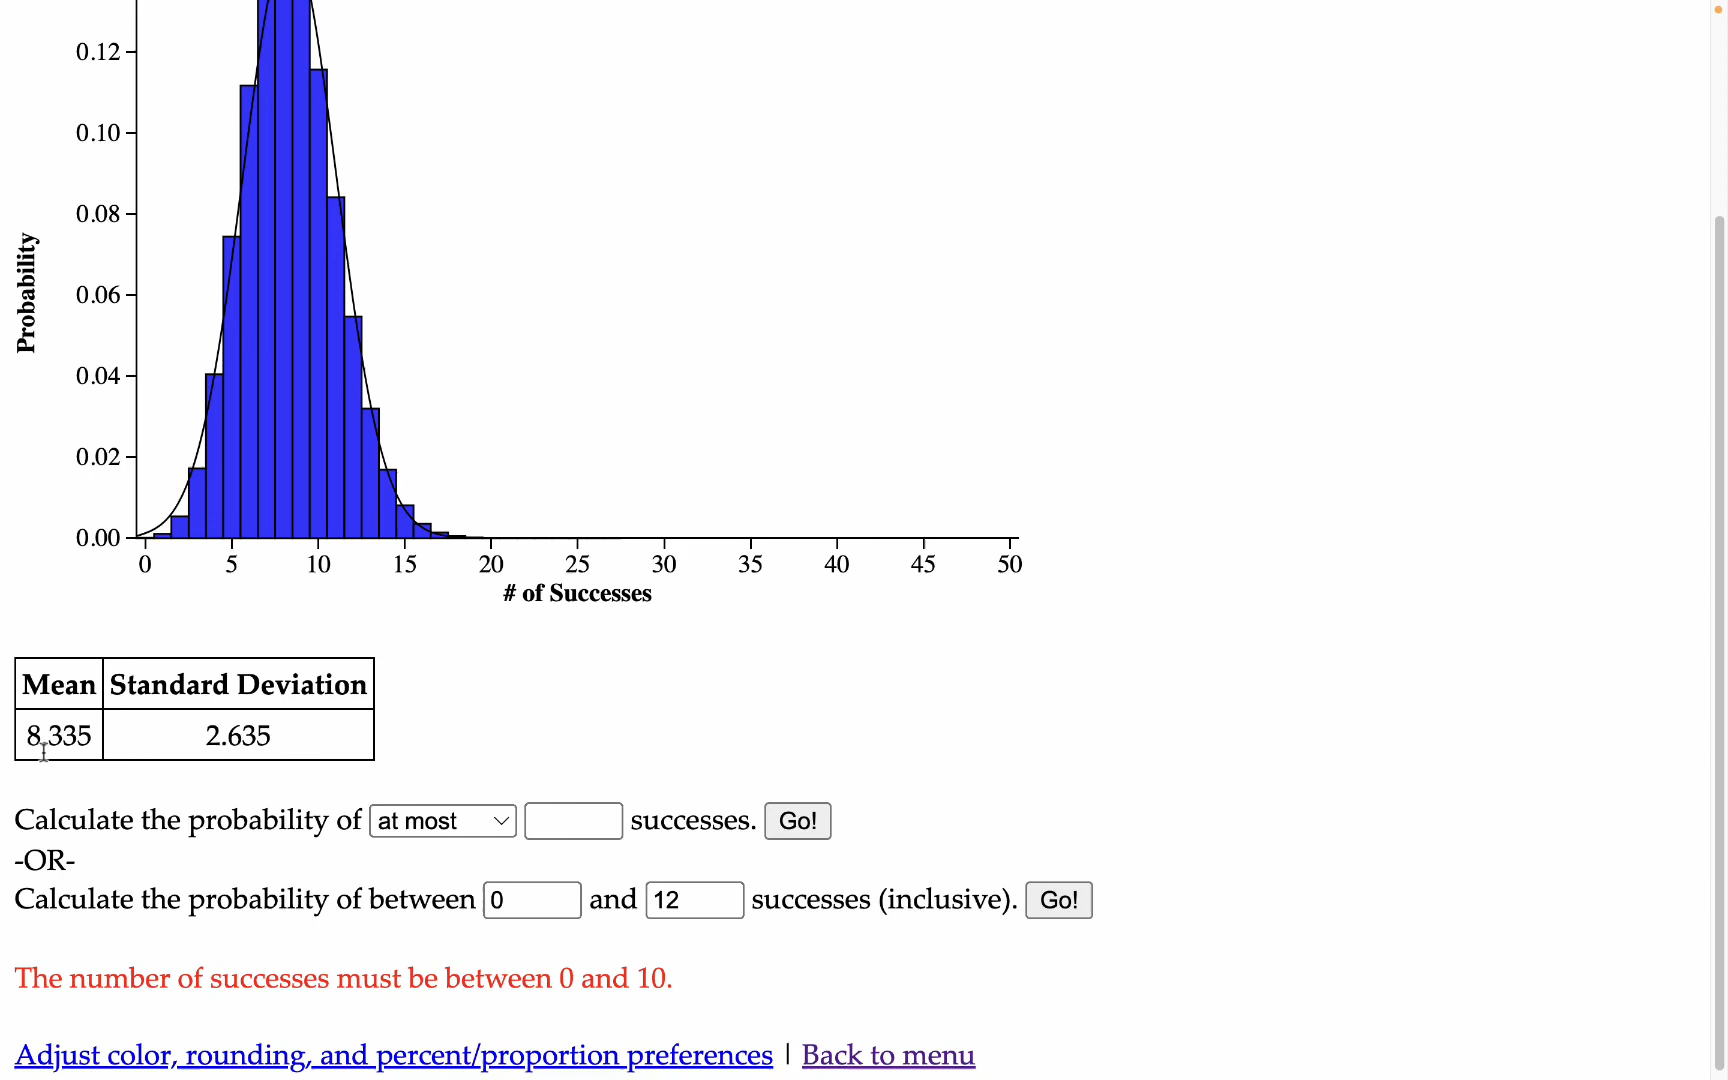 0.12
0.10
0.08
0.06
0.04
0.02
0.00
Probability
0 5 10 15 20 25 30 35 40 45 50
# of Successes
Mean Standard Deviation
8.335 2.635
Calculate the probability of at most successes. Go!
-OR-
Calculate the probability of between 0 and 12 successes (inclusive). Go!
The number of successes must be between 0 and 10.
Adjust color, rounding, and percent/proportion preferences | Back to menu